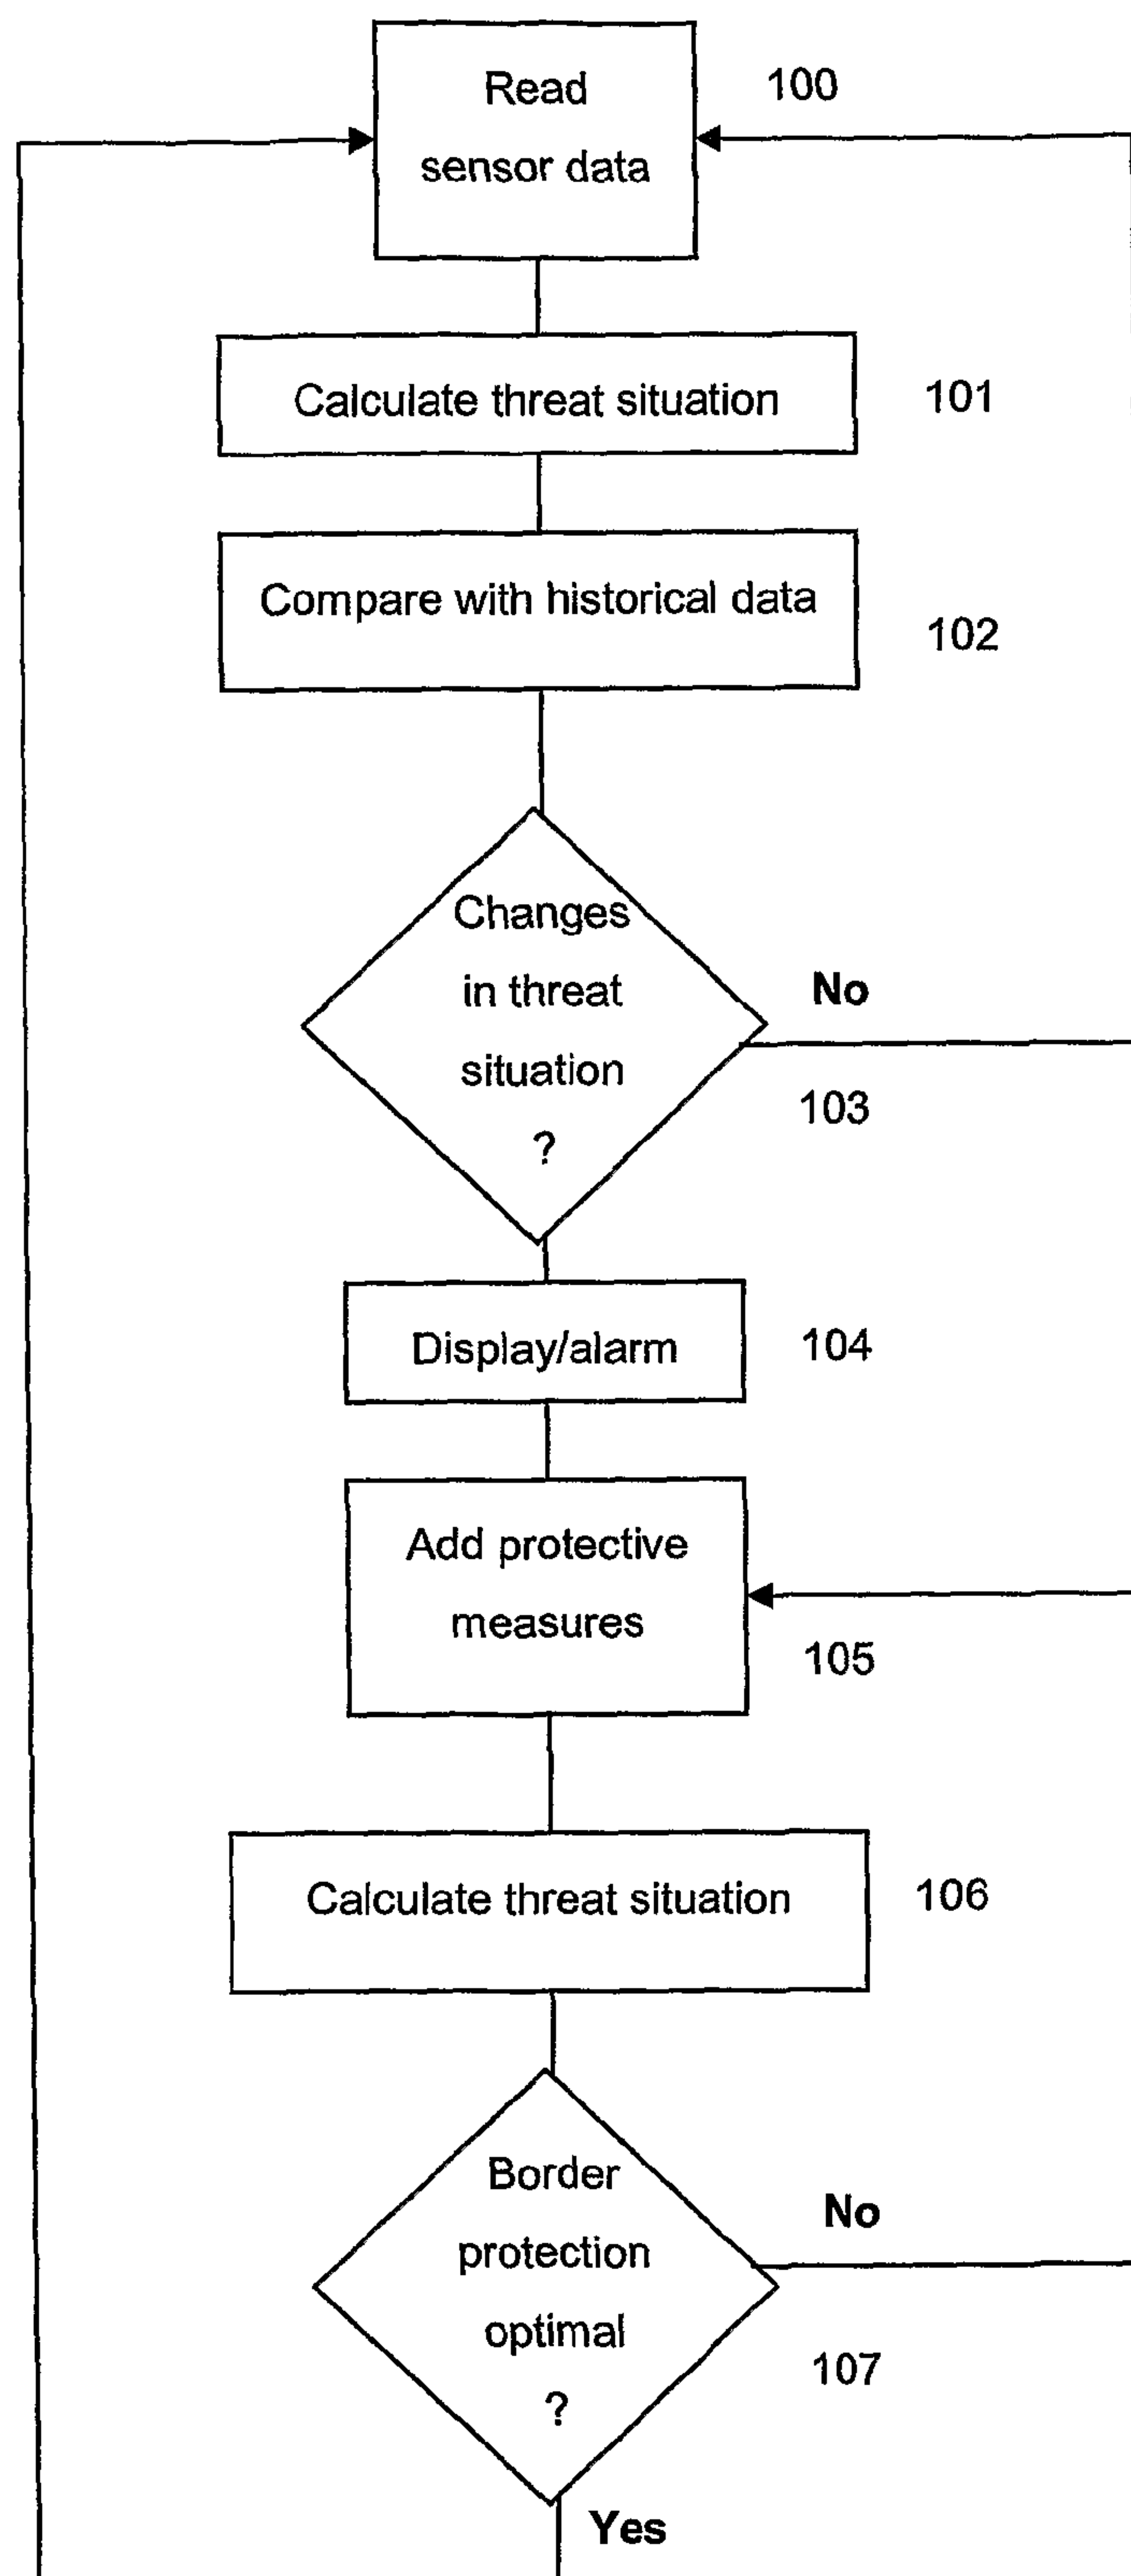 Read
sensor data
100
Calculate threat situation
101
Compare with historical data
102
Changes
in threat
situation
?
No
103
Display/alarm
104
Add protective
measures
105
Calculate threat situation
106
Border
protection
optimal
?
No
107
Yes